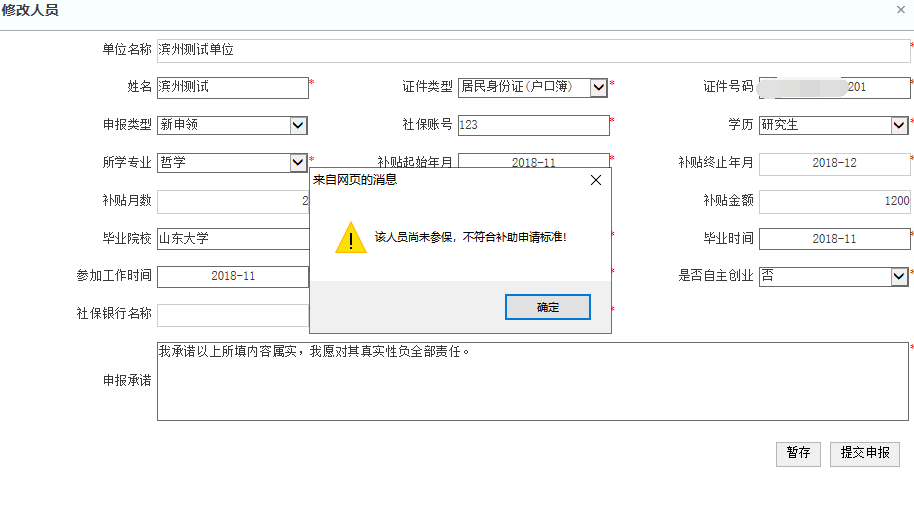 修改人员
单位名称 滨州测试单位 *
姓名 滨州测试 * 证件类型 居民身份证(户口簿) * 证件号码 201 *
申报类型 新申领 社保账号 123 * 学历 研究生 *
所学专业 哲学 * 补贴起始年月 2018-11 * 补贴终止年月 2018-12 *
补贴月数 2 补贴金额 1200
毕业院校 山东大学 * 毕业时间 2018-11 *
参加工作时间 2018-11 * 是否自主创业 否 *
社保银行名称 *
来自网页的消息
该人员尚未参保，不符合补助申请标准!
确定
申报承诺 我承诺以上所填内容属实，我愿对其真实性负全部责任。 *
暂存 提交申报